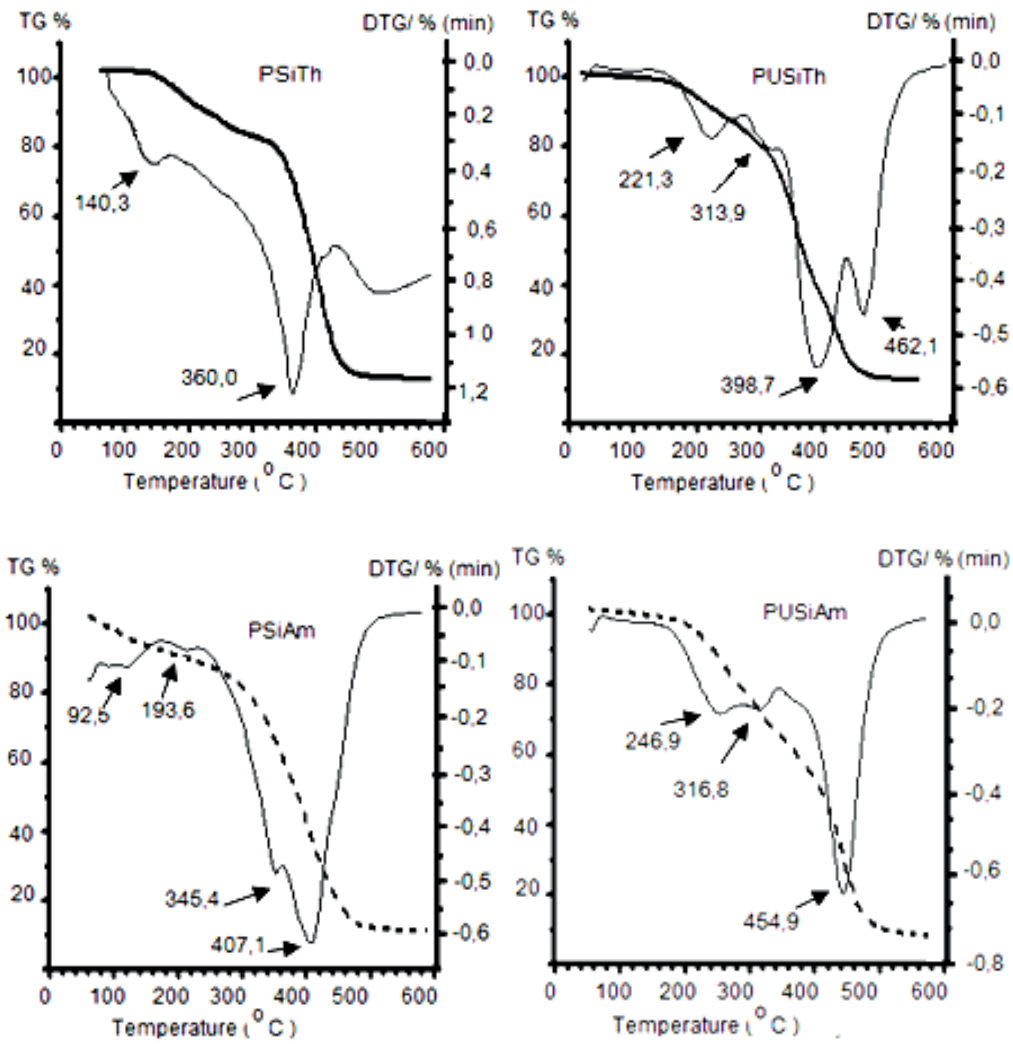 TG %
DTG/ % (min)
PSiTh
100
80
60
40
20
0,0
0,2
0,4
0,6
0,8
1 0
1,2
140,3
360,0
0 100 200 300 400 500 600
Temperature ( °C )
TG %
DTG/ % (min)
PUSiTh
100
80
60
40
20
0,0
-0,1
-0,2
-0,3
-0,4
-0,5
-0,6
221,3
313,9
398,7
462,1
0 100 200 300 400 500 600
Temperature ( °C )
TG %
DTG/ % (min)
PSiAm
100
80
60
40
20
0,0
-0,1
-0,2
-0,3
-0,4
-0,5
-0,6
92,5
193,6
345,4
407,1
0 100 200 300 400 500 600
Temperature ( °C )
TG %
DTG/ % (min)
PUSiAm
100
80
60
40
20
0,0
-0,2
-0,4
-0,6
-0,8
246,9
316,8
454,9
0 100 200 300 400 500 600
Temperature ( °C )